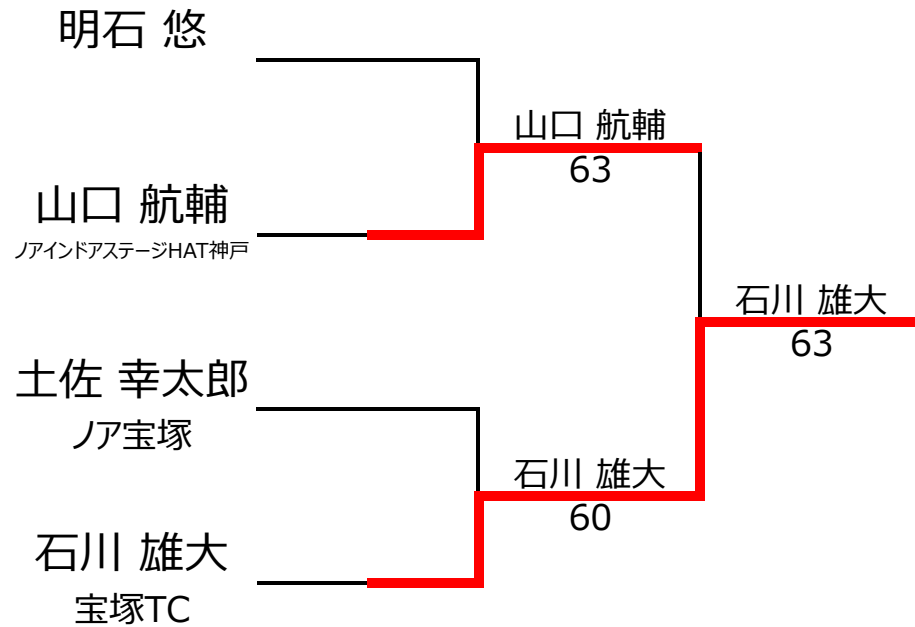 明石 悠
山口 航輔
63
山口 航輔
ノアインドアステージHAT神戸
石川 雄大
63
土佐 幸太郎
ノア宝塚
石川 雄大
60
石川 雄大
宝塚TC